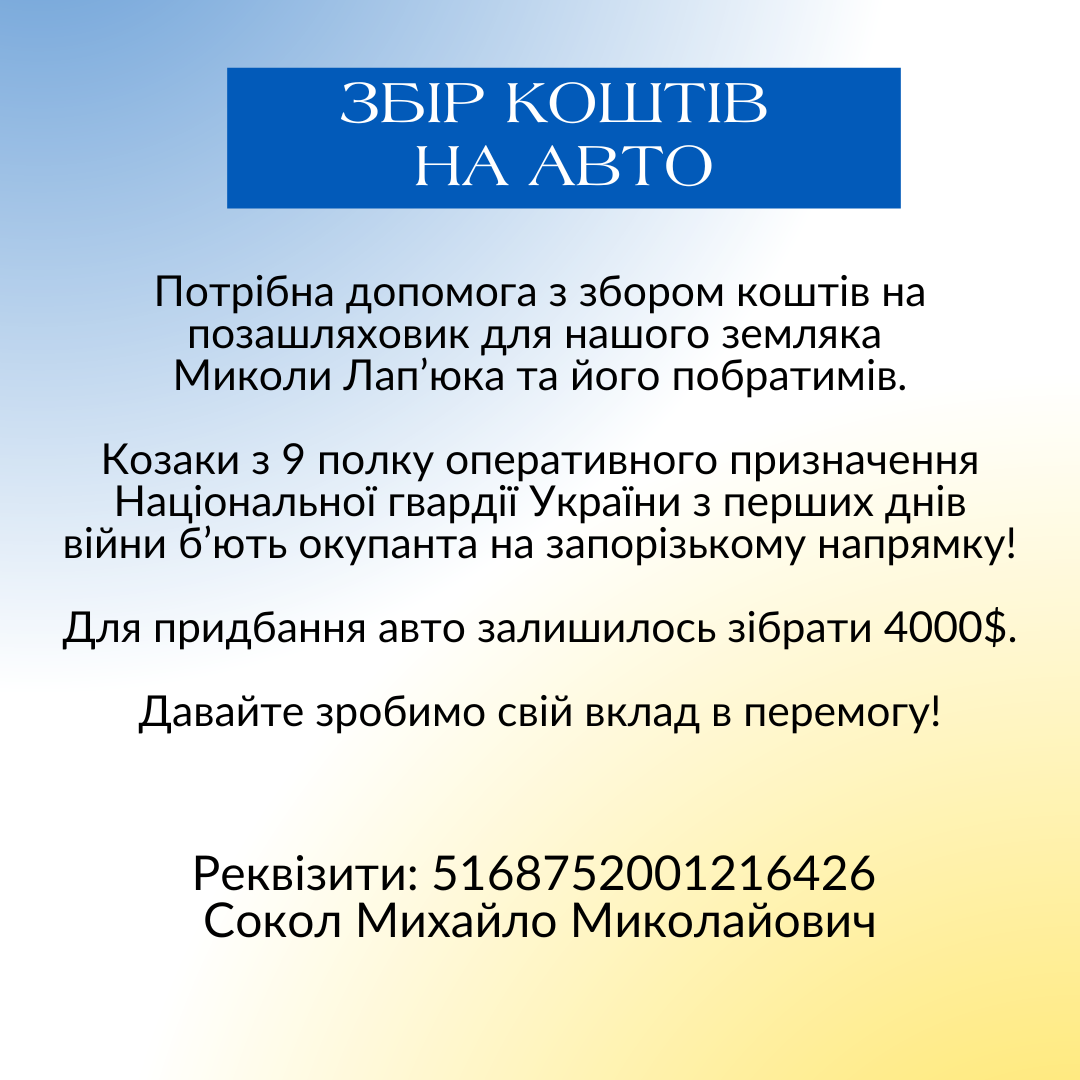 ЗБІР КОШТІВ
НА АВТО
Потрібна допомога з збором коштів на
позашляховик для нашого земляка
Миколи Лап’юка та його побратимів.
Козаки з 9 полку оперативного призначення
Національної гвардії України з перших днів
війни б’ють окупанта на запорізькому напрямку!
Для придбання авто залишилось зібрати 4000$.
Давайте зробимо свій вклад в перемогу!
Реквізити: 5168752001216426
Сокол Михайло Миколайович